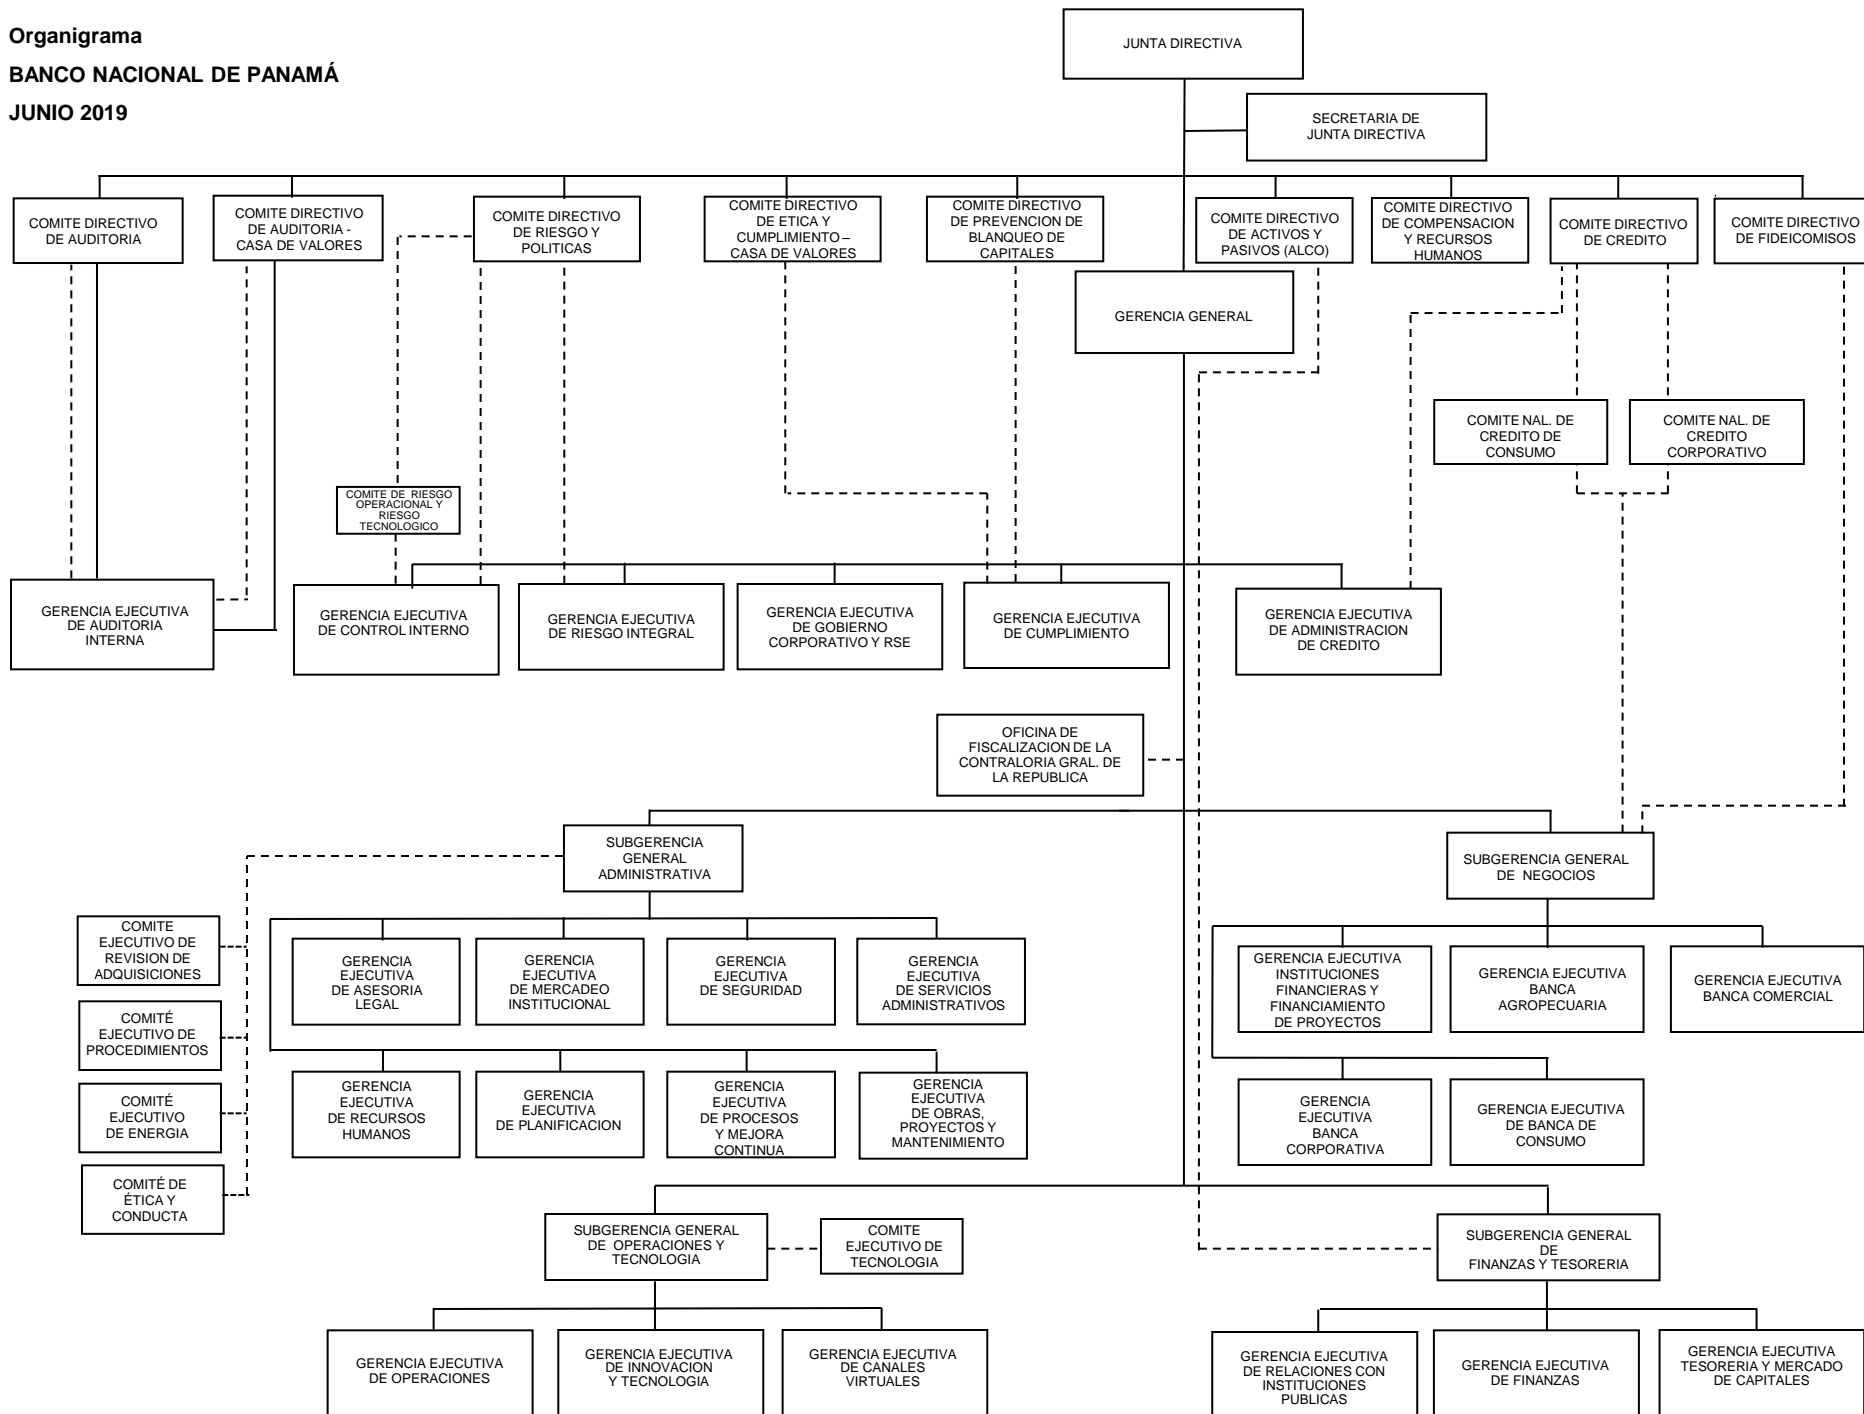 Organigrama
BANCO NACIONAL DE PANAMÁ
JUNIO 2019
JUNTA DIRECTIVA
SECRETARIA DE
JUNTA DIRECTIVA
COMITE DIRECTIVO
DE AUDITORIA
COMITE DIRECTIVO
DE AUDITORIA -
CASA DE VALORES
COMITE DIRECTIVO
DE RIESGO Y
POLITICAS
COMITE DIRECTIVO
DE ETICA Y
CUMPLIMIENTO –
CASA DE VALORES
COMITE DIRECTIVO
DE PREVENCION DE
BLANQUEO DE
CAPITALES
COMITE DIRECTIVO
DE ACTIVOS Y
PASIVOS (ALCO)
COMITE DIRECTIVO
DE COMPENSACION
Y RECURSOS
HUMANOS
COMITE DIRECTIVO
DE CREDITO
COMITE DIRECTIVO
DE FIDEICOMISOS
GERENCIA GENERAL
COMITE NAL. DE
CREDITO DE
CONSUMO
COMITE NAL. DE
CREDITO
CORPORATIVO
COMITE DE RIESGO
OPERACIONAL Y
RIESGO
TECNOLOGICO
GERENCIA EJECUTIVA
DE AUDITORIA
INTERNA
GERENCIA EJECUTIVA
DE CONTROL INTERNO
GERENCIA EJECUTIVA
DE RIESGO INTEGRAL
GERENCIA EJECUTIVA
DE GOBIERNO
CORPORATIVO Y RSE
GERENCIA EJECUTIVA
DE CUMPLIMIENTO
GERENCIA EJECUTIVA
DE ADMINISTRACION
DE CREDITO
OFICINA DE
FISCALIZACION DE LA
CONTRALORIA GRAL. DE
LA REPUBLICA
SUBGERENCIA
GENERAL
ADMINISTRATIVA
SUBGERENCIA GENERAL
DE NEGOCIOS
COMITE
EJECUTIVO DE
REVISION DE
ADQUISICIONES
COMITÉ
EJECUTIVO DE
PROCEDIMIENTOS
COMITÉ
EJECUTIVO
DE ENERGIA
COMITÉ DE
ÉTICA Y
CONDUCTA
GERENCIA
EJECUTIVA
DE ASESORIA
LEGAL
GERENCIA
EJECUTIVA
DE MERCADEO
INSTITUCIONAL
GERENCIA
EJECUTIVA
DE SEGURIDAD
GERENCIA
EJECUTIVA
DE SERVICIOS
ADMINISTRATIVOS
GERENCIA EJECUTIVA
INSTITUCIONES
FINANCIERAS Y
FINANCIAMIENTO
DE PROYECTOS
GERENCIA EJECUTIVA
BANCA
AGROPECUARIA
GERENCIA EJECUTIVA
BANCA COMERCIAL
GERENCIA
EJECUTIVA
DE RECURSOS
HUMANOS
GERENCIA
EJECUTIVA
DE PLANIFICACION
GERENCIA
EJECUTIVA
DE PROCESOS
Y MEJORA
CONTINUA
GERENCIA
EJECUTIVA
DE OBRAS,
PROYECTOS Y
MANTENIMIENTO
GERENCIA
EJECUTIVA
BANCA
CORPORATIVA
GERENCIA EJECUTIVA
DE BANCA DE
CONSUMO
SUBGERENCIA GENERAL
DE OPERACIONES Y
TECNOLOGIA
COMITE
EJECUTIVO DE
TECNOLOGIA
SUBGERENCIA GENERAL
DE
FINANZAS Y TESORERIA
GERENCIA EJECUTIVA
DE OPERACIONES
GERENCIA EJECUTIVA
DE INNOVACION
Y TECNOLOGIA
GERENCIA EJECUTIVA
DE CANALES
VIRTUALES
GERENCIA EJECUTIVA
DE RELACIONES CON
INSTITUCIONES
PUBLICAS
GERENCIA EJECUTIVA
DE FINANZAS
GERENCIA EJECUTIVA
TESORERIA Y MERCADO
DE CAPITALES